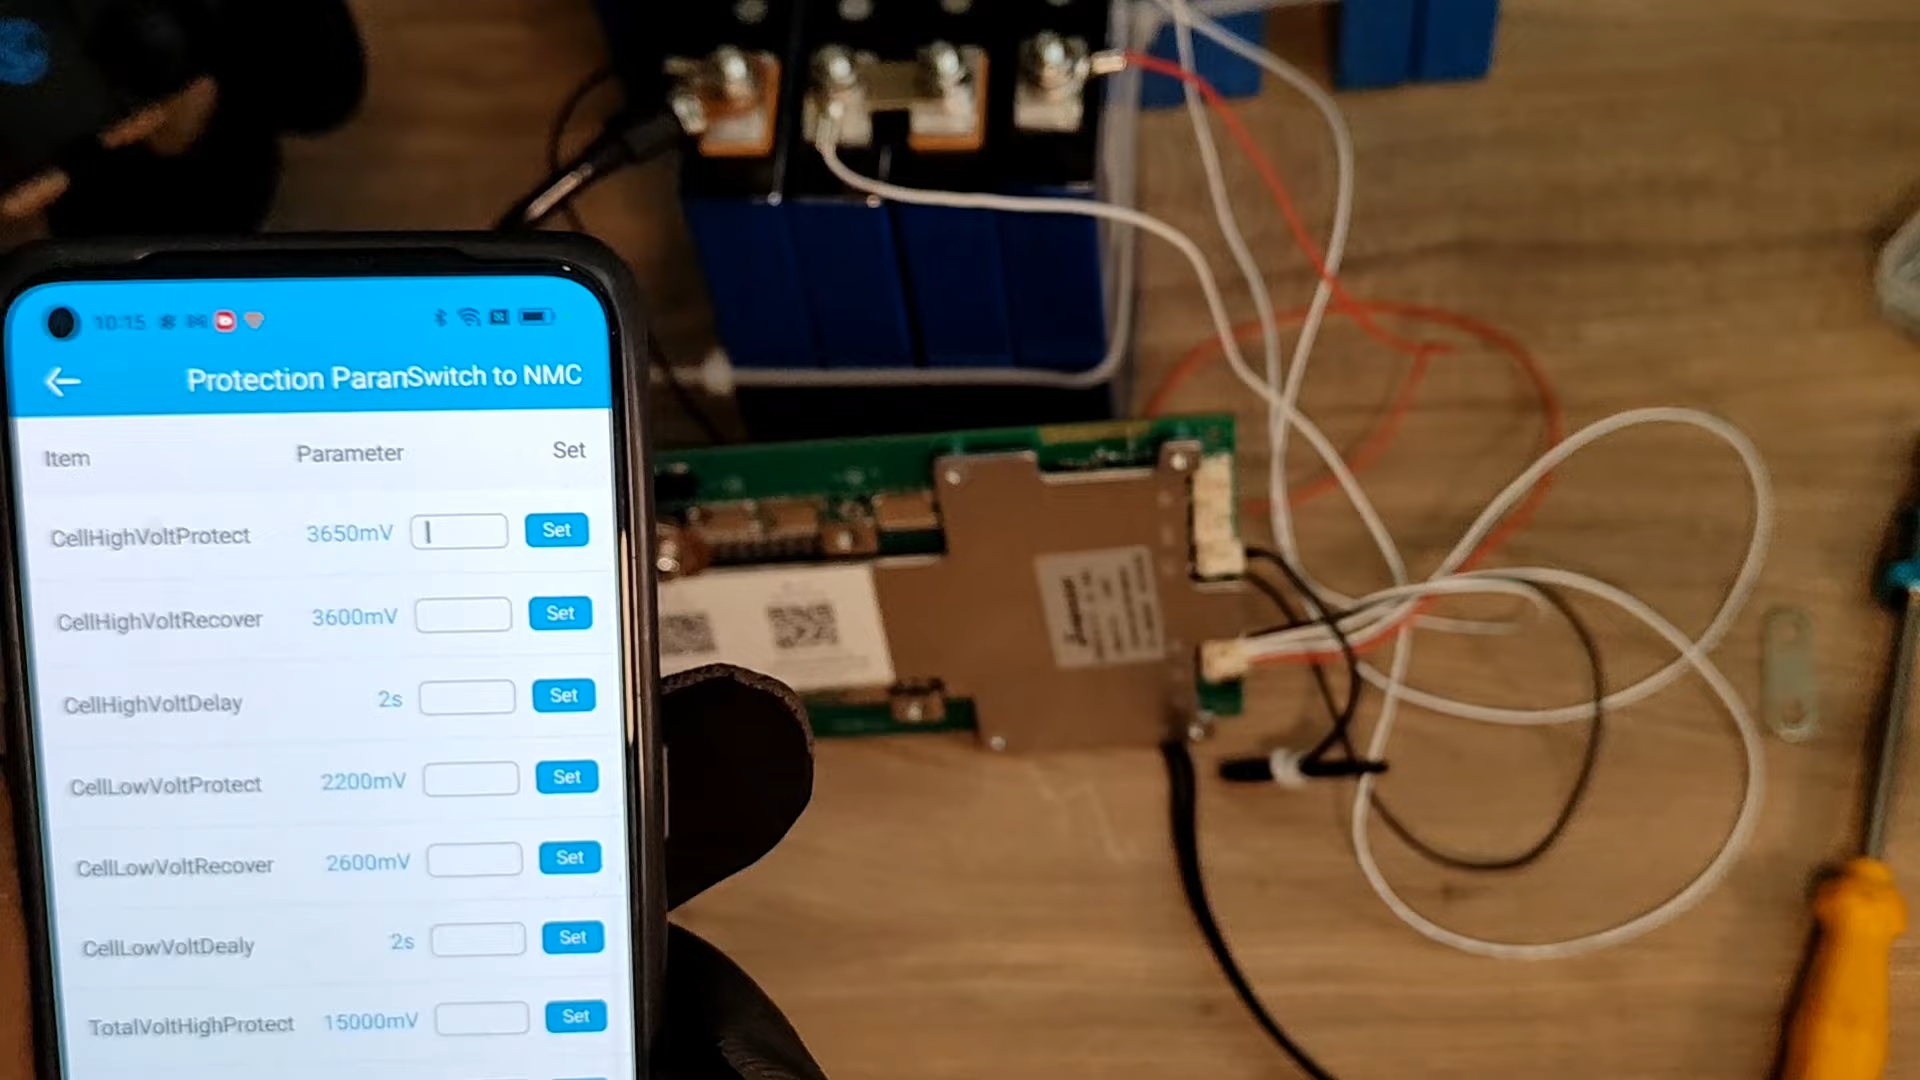 10:15
Protection ParanSwitch to NMC
Item Parameter Set
CellHighVoltProtect 3650mV Set
CellHighVoltRecover 3600mV Set
CellHighVoltDelay 2s Set
CellLowVoltProtect 2200mV Set
CellLowVoltRecover 2600mV Set
CellLowVoltDealy 2s Set
TotalVoltHighProtect 15000mV Set